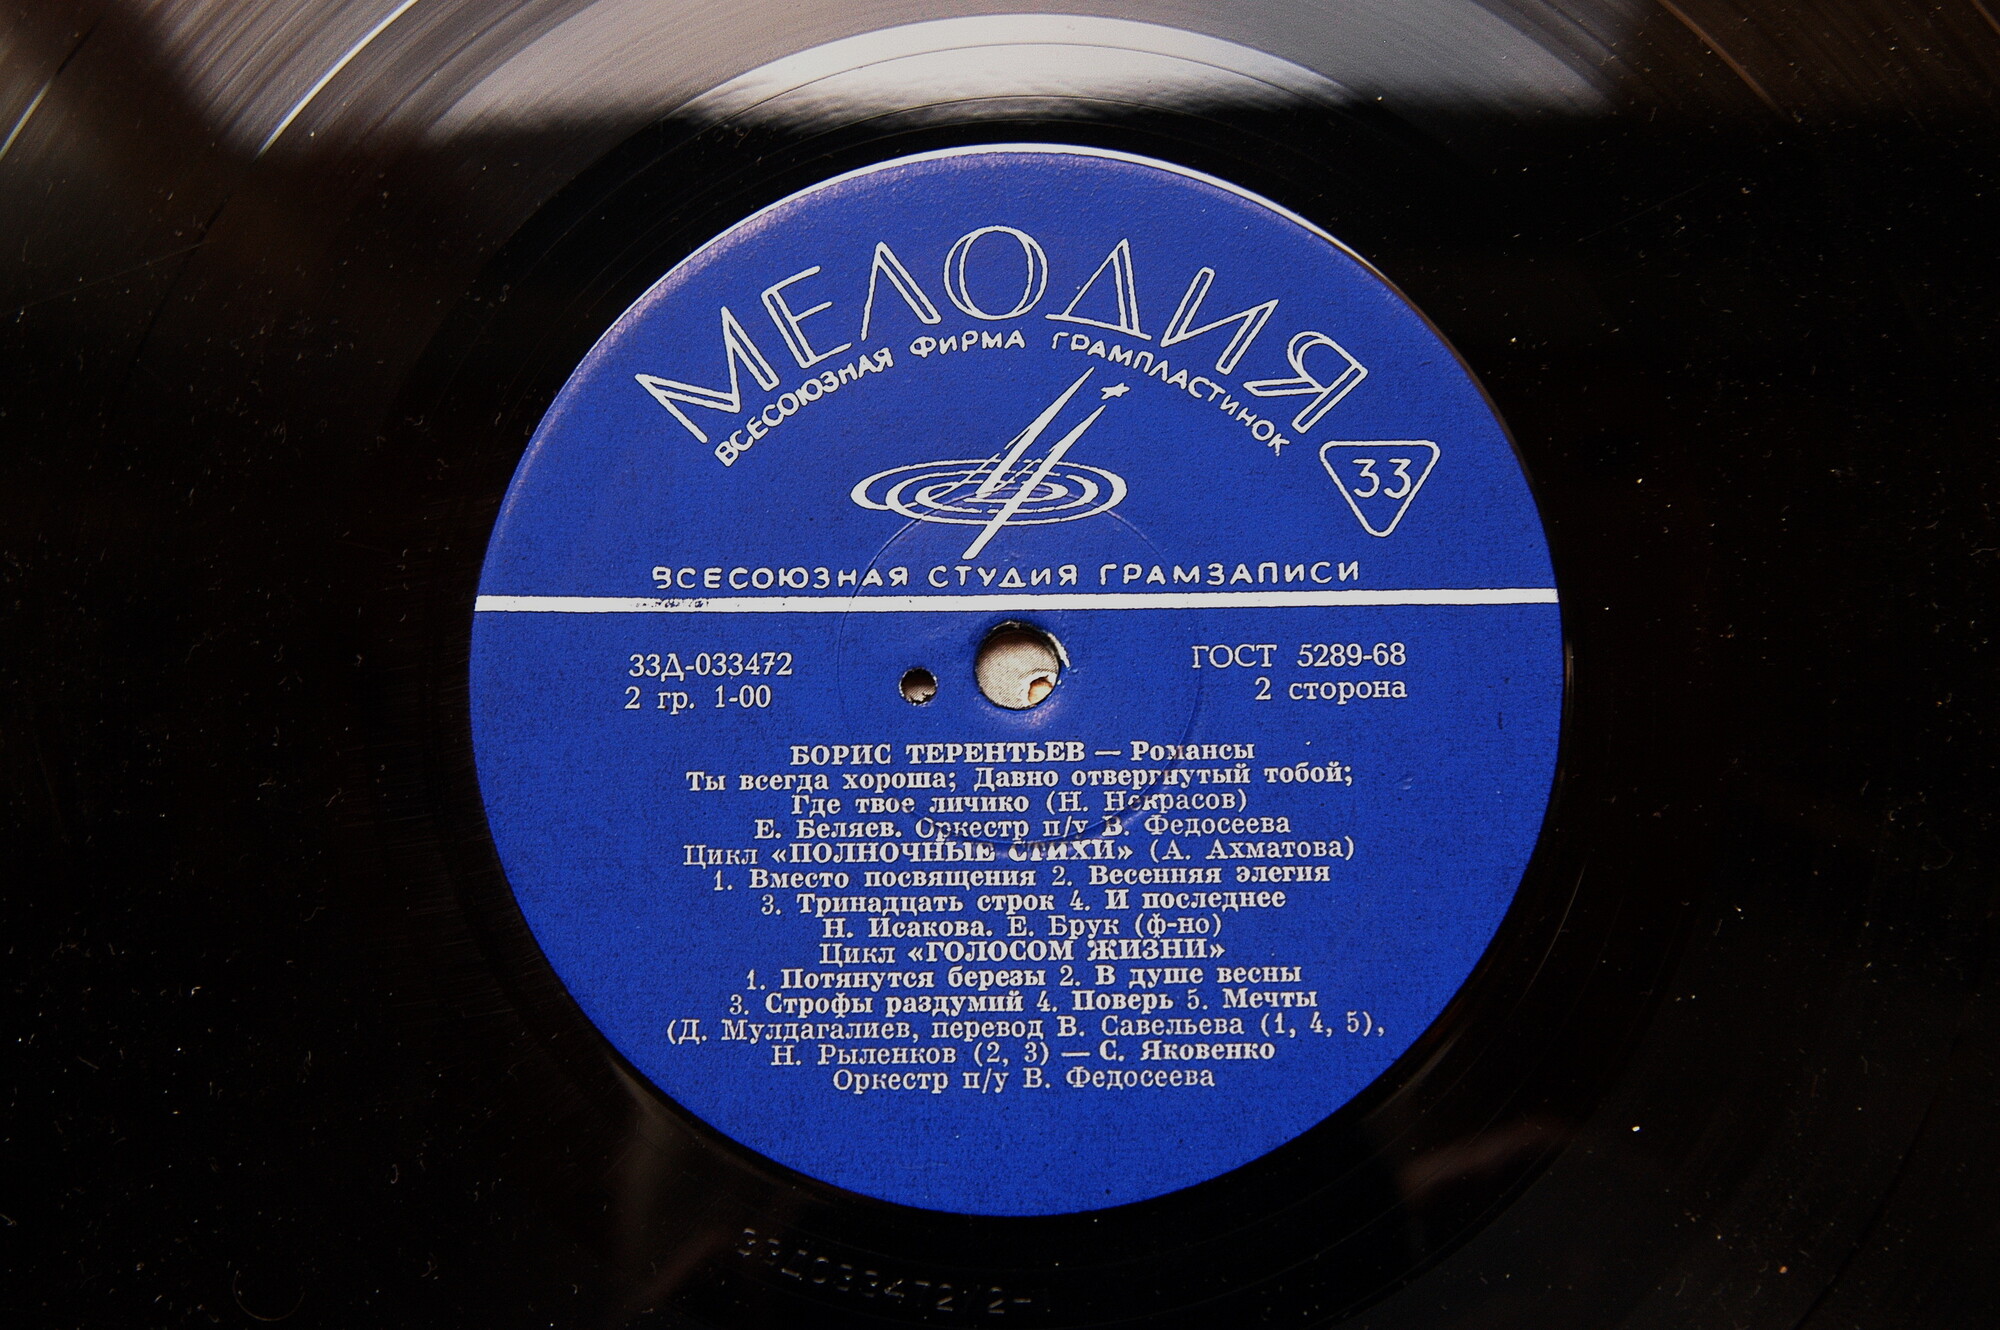 МЕЛОДИЯ
ВСЕСОЮЗНАЯ ФИРМА ГРАМПЛАСТИНОК
33
ВСЕСОЮЗНАЯ СТУДИЯ ГРАМЗАПИСИ
33Д-033472
2 гр. 1-00
ГОСТ 5289-68
2 сторона
БОРИС ТЕРЕНТЬЕВ — Романсы
Ты всегда хороша; Давно отвергнутый тобой;
Где твое личико (Н. Некрасов)
Е. Беляев. Оркестр п/у В. Федосеева
Цикл «ПОЛНОЧНЫЕ СТИХИ» (А. Ахматова)
1. Вместо посвящения 2. Весенняя элегия
3. Тринадцать строк 4. И последнее
Н. Исакова. Е. Брук (ф-но)
Цикл «ГОЛОСОМ ЖИЗНИ»
1. Потянутся березы 2. В душе весны
3. Строфы раздумий 4. Поверь 5. Мечты
(Д. Мулдагалиев, перевод В. Савельева (1, 4, 5),
Н. Рыленков (2, 3) — С. Яковенко
Оркестр п/у В. Федосеева